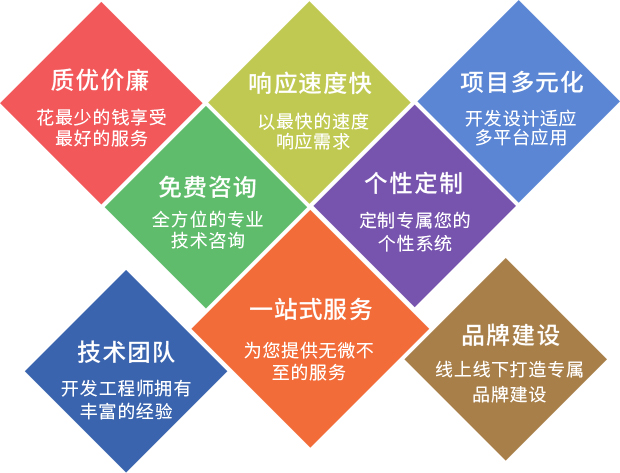 质优价廉
花最少的钱享受
最好的服务
响应速度快
以最快的速度
响应需求
项目多元化
开发设计适应
多平台应用
免费咨询
全方位的专业
技术咨询
个性定制
定制专属您的
个性系统
一站式服务
为您提供无微不
至的服务
技术团队
开发工程师拥有
丰富的经验
品牌建设
线上线下打造专属
品牌建设